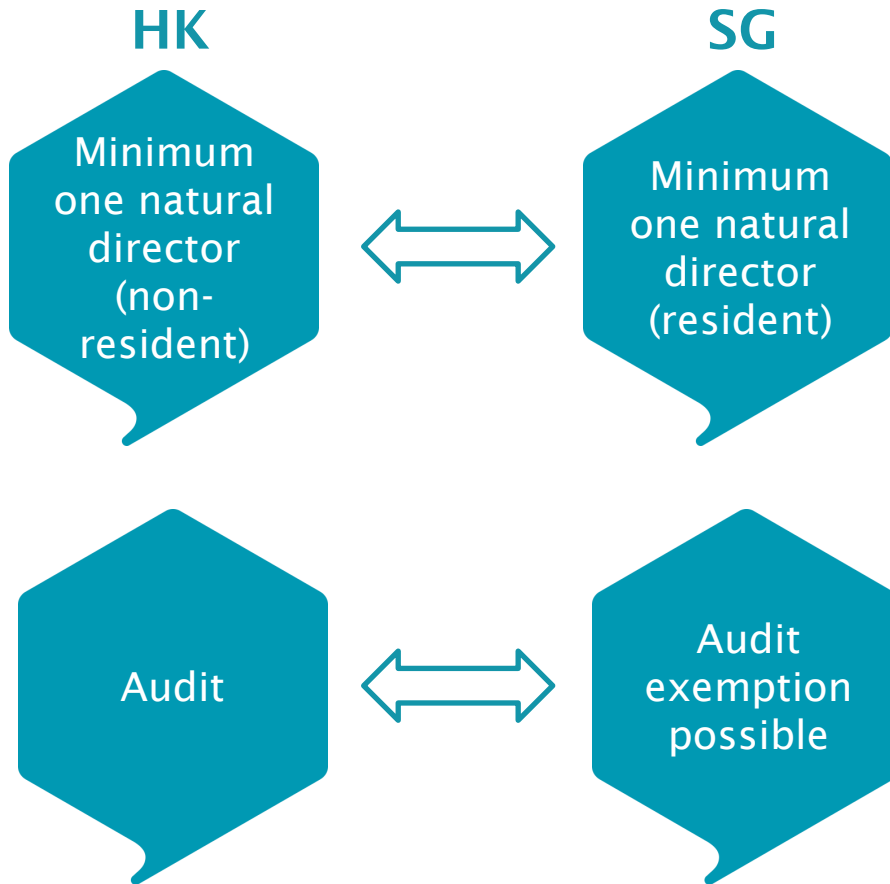 HK
SG
Minimum
one natural
director
(non-
resident)
Minimum
one natural
director
(resident)
Audit
Audit
exemption
possible